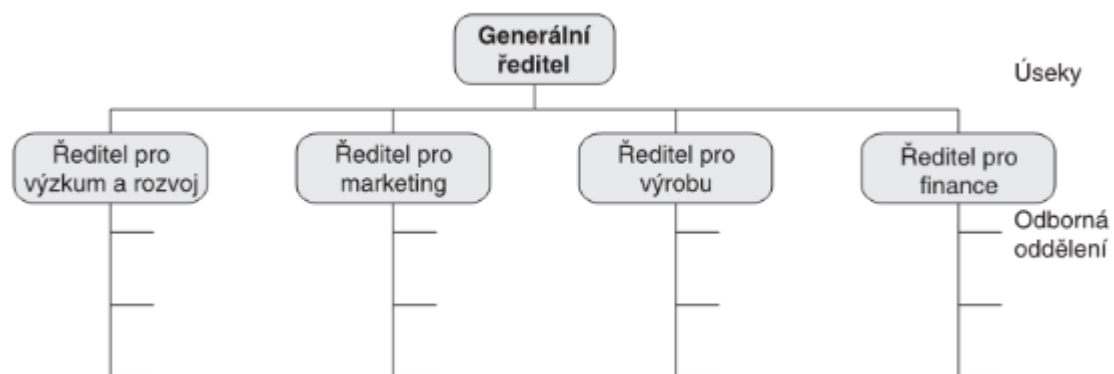 Generální
ředitel
Úseky
Ředitel pro
výzkum a rozvoj
Ředitel pro
marketing
Ředitel pro
výrobu
Ředitel pro
finance
Odborná
oddělení